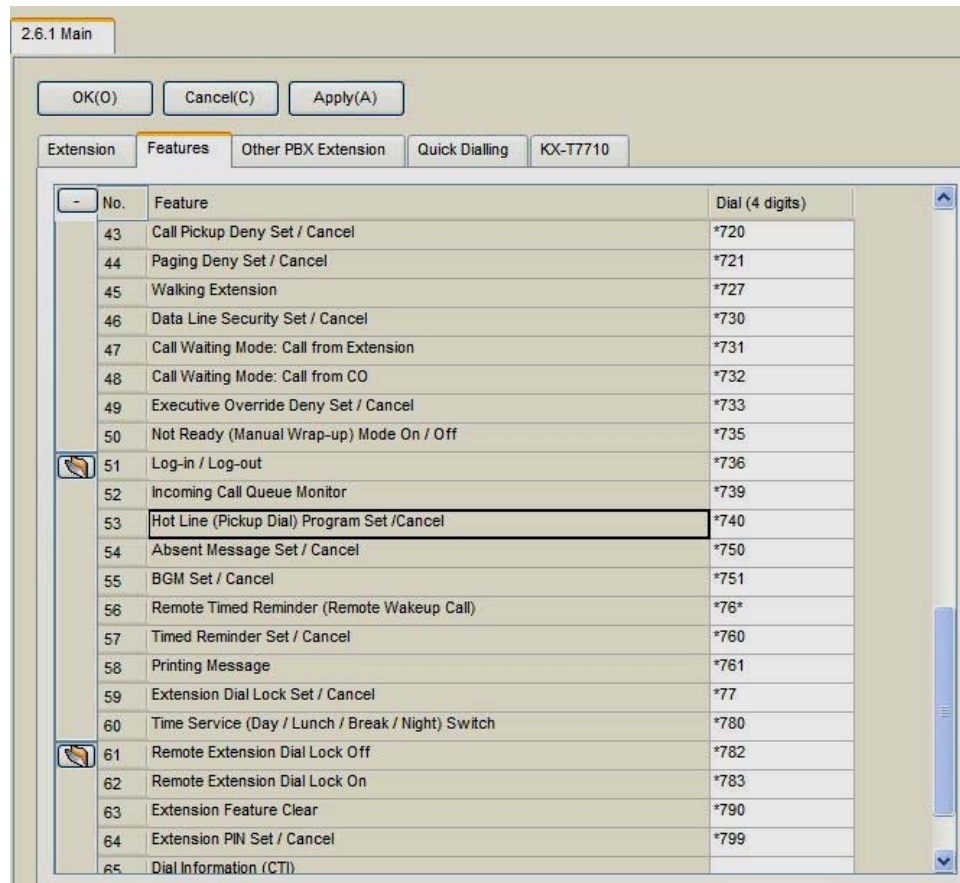 2.6.1 Main
OK(O) Cancel(C) Apply(A)
Extension Features Other PBX Extension Quick Dialling KX-T7710
- No. Feature Dial (4 digits)
43 Call Pickup Deny Set / Cancel *720
44 Paging Deny Set / Cancel *721
45 Walking Extension *727
46 Data Line Security Set / Cancel *730
47 Call Waiting Mode: Call from Extension *731
48 Call Waiting Mode: Call from CO *732
49 Executive Override Deny Set / Cancel *733
50 Not Ready (Manual Wrap-up) Mode On / Off *735
51 Log-in / Log-out *736
52 Incoming Call Queue Monitor *739
53 Hot Line (Pickup Dial) Program Set /Cancel *740
54 Absent Message Set / Cancel *750
55 BGM Set / Cancel *751
56 Remote Timed Reminder (Remote Wakeup Call) *76*
57 Timed Reminder Set / Cancel *760
58 Printing Message *761
59 Extension Dial Lock Set / Cancel *77
60 Time Service (Day / Lunch / Break / Night) Switch *780
61 Remote Extension Dial Lock Off *782
62 Remote Extension Dial Lock On *783
63 Extension Feature Clear *790
64 Extension PIN Set / Cancel *799
65 Dial Information (CTI)